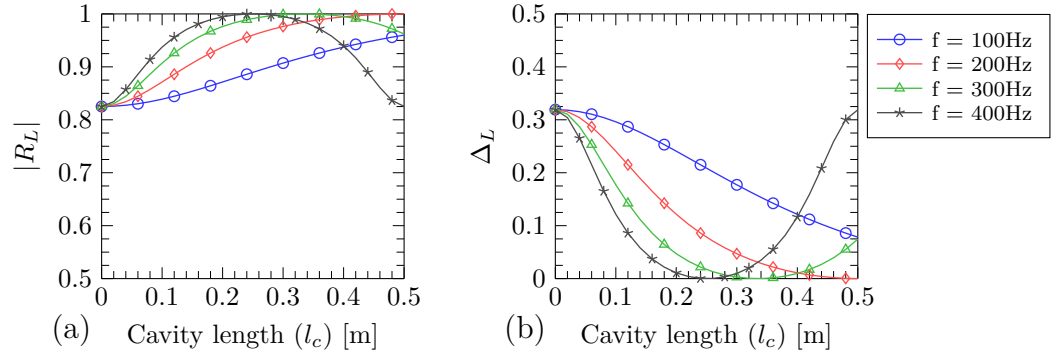 1
0.9
0.8
0.7
0.6
0.5
|R_L|
0
0.1
0.2
0.3
0.4
0.5
(a)
Cavity length (l_c) [m]
0.5
0.4
0.3
0.2
0.1
0
Δ_L
0
0.1
0.2
0.3
0.4
0.5
(b)
Cavity length (l_c) [m]
f = 100Hz
f = 200Hz
f = 300Hz
f = 400Hz